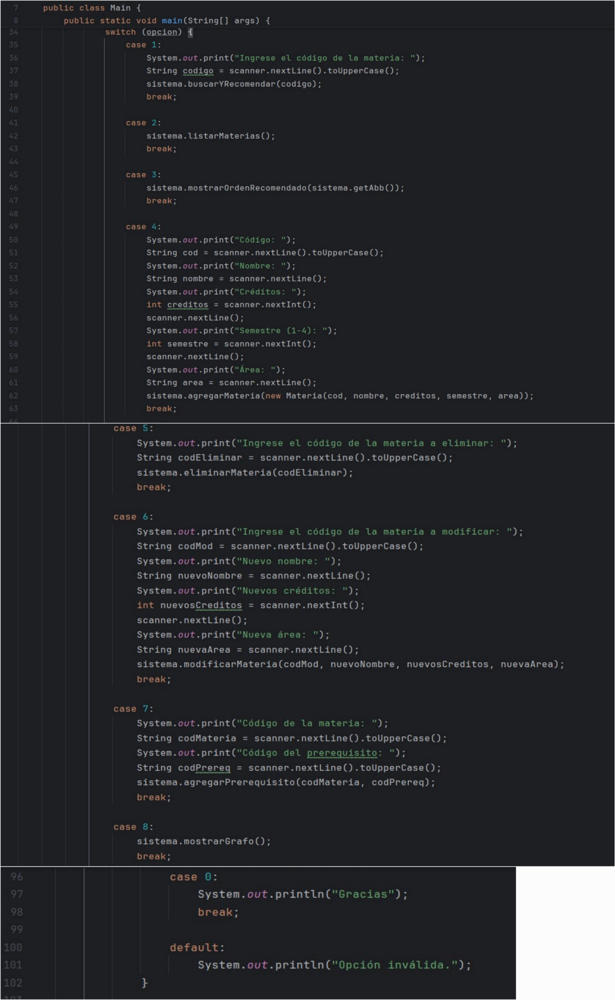 7 public class Main {
8 public static void main(String[] args) {
34 switch (opcion) {
35 case 1:
36 System.out.print("Ingrese el código de la materia: ");
37 String codigo = scanner.nextLine().toUpperCase();
38 sistema.buscarYRecomendar(codigo);
39 break;
40
41 case 2:
42 sistema.listarMaterias();
43 break;
44
45 case 3:
46 sistema.mostrarOrdenRecomendado(sistema.getAbb());
47 break;
48
49 case 4:
50 System.out.print("Código: ");
51 String cod = scanner.nextLine().toUpperCase();
52 System.out.print("Nombre: ");
53 String nombre = scanner.nextLine();
54 System.out.print("Créditos: ");
55 int creditos = scanner.nextInt();
56 scanner.nextLine();
57 System.out.print("Semestre (1-4): ");
58 int semestre = scanner.nextInt();
59 scanner.nextLine();
60 System.out.print("Área: ");
61 String area = scanner.nextLine();
62 sistema.agregarMateria(new Materia(cod, nombre, creditos, semestre, area));
63 break;
64
case 5:
System.out.print("Ingrese el código de la materia a eliminar: ");
String codEliminar = scanner.nextLine().toUpperCase();
sistema.eliminarMateria(codEliminar);
break;
case 6:
System.out.print("Ingrese el código de la materia a modificar: ");
String codMod = scanner.nextLine().toUpperCase();
System.out.print("Nuevo nombre: ");
String nuevoNombre = scanner.nextLine();
System.out.print("Nuevos créditos: ");
int nuevosCreditos = scanner.nextInt();
scanner.nextLine();
System.out.print("Nueva área: ");
String nuevaArea = scanner.nextLine();
sistema.modificarMateria(codMod, nuevoNombre, nuevosCreditos, nuevaArea);
break;
case 7:
System.out.print("Código de la materia: ");
String codMateria = scanner.nextLine().toUpperCase();
System.out.print("Código del prerequisito: ");
String codPrereq = scanner.nextLine().toUpperCase();
sistema.agregarPrerequisito(codMateria, codPrereq);
break;
case 8:
sistema.mostrarGrafo();
break;
96 case 0:
97 System.out.println("Gracias");
98 break;
99
100 default:
101 System.out.println("Opción inválida.");
102 }
103